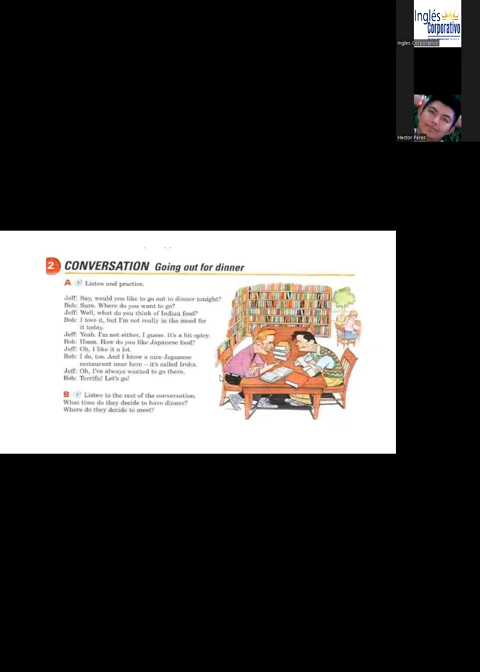 Inglés
Corporativo
Ingles Corporativo
Hector Perez
2 CONVERSATION Going out for dinner
A Listen and practice.
Jeff: Say, would you like to go out to dinner tonight?
Bob: Sure. Where do you want to go?
Jeff: Well, what do you think of Indian food?
Bob: I love it, but I'm not really in the mood for
it today.
Jeff: Yeah. I'm not either, I guess. It's a bit spicy.
Bob: Hmm. How do you like Japanese food?
Jeff: Oh, I like it a lot.
Bob: I do, too. And I know a nice Japanese
restaurant near here – it's called Iroha.
Jeff: Oh, I've always wanted to go there.
Bob: Terrific! Let's go!
B Listen to the rest of the conversation.
What time do they decide to have dinner?
Where do they decide to meet?